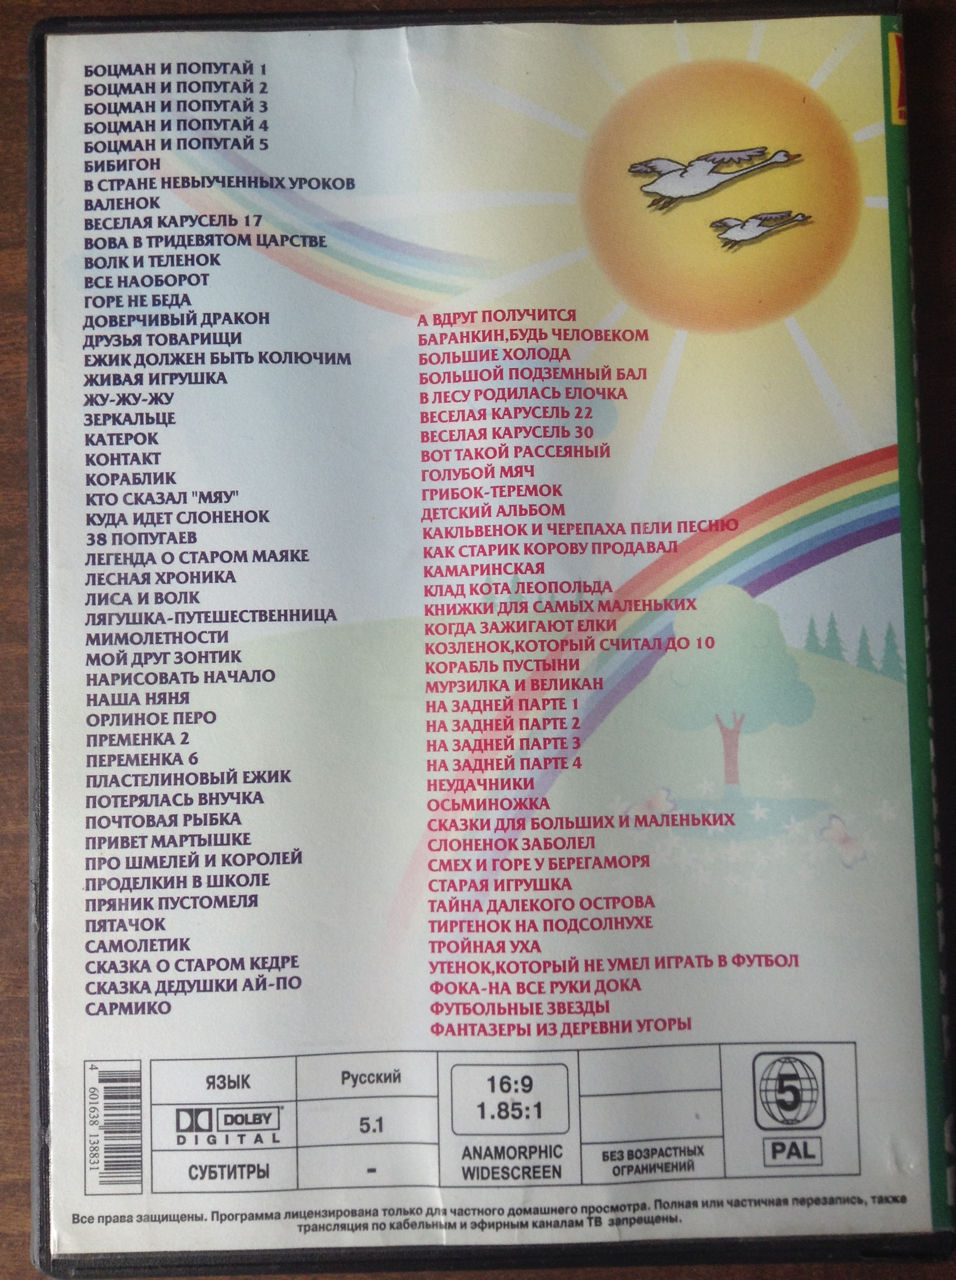 БОЦМАН И ПОПУГАЙ 1
БОЦМАН И ПОПУГАЙ 2
БОЦМАН И ПОПУГАЙ 3
БОЦМАН И ПОПУГАЙ 4
БОЦМАН И ПОПУГАЙ 5
БИБИГОН
В СТРАНЕ НЕВЫУЧЕННЫХ УРОКОВ
ВАЛЕНОК
ВЕСЕЛАЯ КАРУСЕЛЬ 17
ВОВА В ТРИДЕВЯТОМ ЦАРСТВЕ
ВОЛК И ТЕЛЕНОК
ВСЕ НАОБОРОТ
ГОРЕ НЕ БЕДА
ДОВЕРЧИВЫЙ ДРАКОН
ДРУЗЬЯ ТОВАРИЩИ
ЕЖИК ДОЛЖЕН БЫТЬ КОЛЮЧИМ
ЖИВАЯ ИГРУШКА
ЖУ-ЖУ-ЖУ
ЗЕРКАЛЬЦЕ
КАТЕРОК
КОНТАКТ
КОРАБЛИК
КТО СКАЗАЛ "МЯУ"
КУДА ИДЕТ СЛОНЕНОК
38 ПОПУГАЕВ
ЛЕГЕНДА О СТАРОМ МАЯКЕ
ЛЕСНАЯ ХРОНИКА
ЛИСА И ВОЛК
ЛЯГУШКА-ПУТЕШЕСТВЕННИЦА
МИМОЛЕТНОСТИ
МОЙ ДРУГ ЗОНТИК
НАРИСОВАТЬ НАЧАЛО
НАША НЯНЯ
ОРЛИНОЕ ПЕРО
ПРЕМЕНКА 2
ПЕРЕМЕНКА 6
ПЛАСТЕЛИНОВЫЙ ЕЖИК
ПОТЕРЯЛАСЬ ВНУЧКА
ПОЧТОВАЯ РЫБКА
ПРИВЕТ МАРТЫШКЕ
ПРО ШМЕЛЕЙ И КОРОЛЕЙ
ПРОДЕЛКИН В ШКОЛЕ
ПРЯНИК ПУСТОМЕЛЯ
ПЯТАЧОК
САМОЛЕТИК
СКАЗКА О СТАРОМ КЕДРЕ
СКАЗКА ДЕДУШКИ АЙ-ПО
САРМИКО
А ВДРУГ ПОЛУЧИТСЯ
БАРАНКИН,БУДЬ ЧЕЛОВЕКОМ
БОЛЬШИЕ ХОЛОДА
БОЛЬШОЙ ПОДЗЕМНЫЙ БАЛ
В ЛЕСУ РОДИЛАСЬ ЕЛОЧКА
ВЕСЕЛАЯ КАРУСЕЛЬ 22
ВЕСЕЛАЯ КАРУСЕЛЬ 30
ВОТ ТАКОЙ РАССЕЯНЫЙ
ГОЛУБОЙ МЯЧ
ГРИБОК-ТЕРЕМОК
ДЕТСКИЙ АЛЬБОМ
КАКЛЬВЕНОК И ЧЕРЕПАХА ПЕЛИ ПЕСНЮ
КАК СТАРИК КОРОВУ ПРОДАВАЛ
КАМАРИНСКАЯ
КЛАД КОТА ЛЕОПОЛЬДА
КНИЖКИ ДЛЯ САМЫХ МАЛЕНЬКИХ
КОГДА ЗАЖИГАЮТ ЕЛКИ
КОЗЛЕНОК,КОТОРЫЙ СЧИТАЛ ДО 10
КОРАБЛЬ ПУСТЫНИ
МУРЗИЛКА И ВЕЛИКАН
НА ЗАДНЕЙ ПАРТЕ 1
НА ЗАДНЕЙ ПАРТЕ 2
НА ЗАДНЕЙ ПАРТЕ 3
НА ЗАДНЕЙ ПАРТЕ 4
НЕУДАЧНИКИ
ОСЬМИНОЖКА
СКАЗКИ ДЛЯ БОЛЬШИХ И МАЛЕНЬКИХ
СЛОНЕНОК ЗАБОЛЕЛ
СМЕХ И ГОРЕ У БЕРЕГАМОРЯ
СТАРАЯ ИГРУШКА
ТАЙНА ДАЛЕКОГО ОСТРОВА
ТИРГЕНОК НА ПОДСОЛНУХЕ
ТРОЙНАЯ УХА
УТЕНОК,КОТОРЫЙ НЕ УМЕЛ ИГРАТЬ В ФУТБОЛ
ФОКА-НА ВСЕ РУКИ ДОКА
ФУТБОЛЬНЫЕ ЗВЕЗДЫ
ФАНТАЗЕРЫ ИЗ ДЕРЕВНИ УГОРЫ
4 601638 138831
ЯЗЫК
Русский
DOLBY
DIGITAL
5.1
СУБТИТРЫ
-
16:9
1.85:1
ANAMORPHIC
WIDESCREEN
БЕЗ ВОЗРАСТНЫХ
ОГРАНИЧЕНИЙ
5
PAL
Все права защищены. Программа лицензирована только для частного домашнего просмотра. Полная или частичная перезапись, также
трансляция по кабельным и эфирным каналам ТВ запрещены.